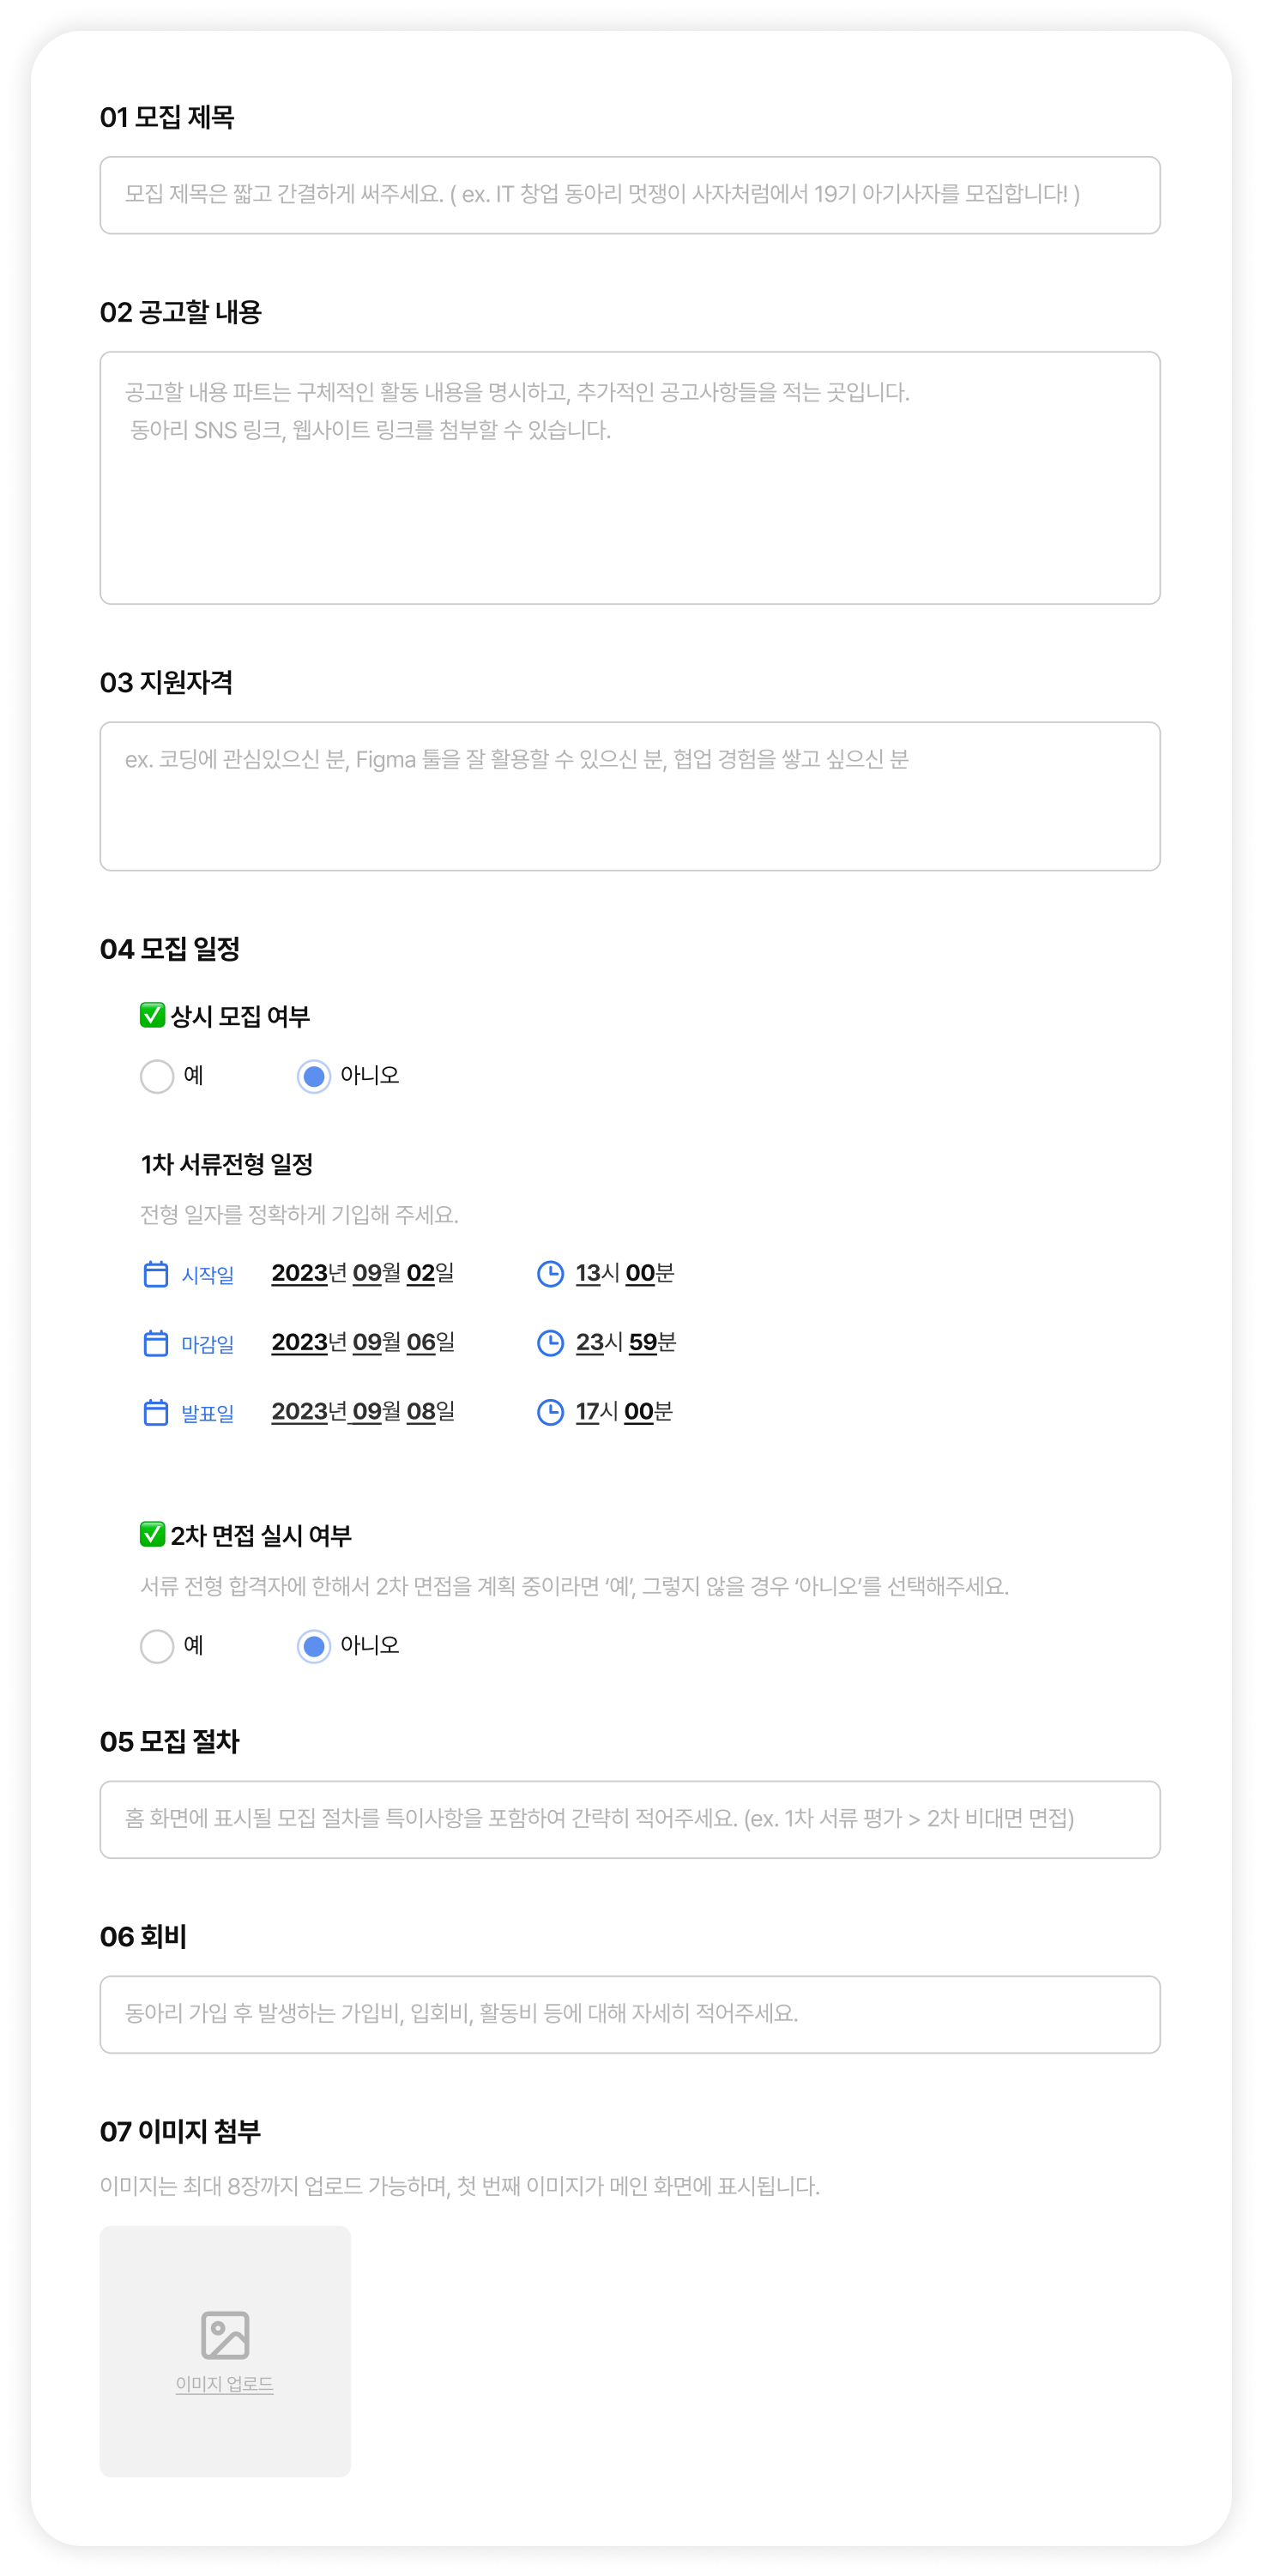 01 모집 제목
모집 제목은 짧고 간결하게 써주세요. ( ex. IT 창업 동아리 멋쟁이 사자처럼에서 19기 아기사자를 모집합니다! )
02 공고할 내용
공고할 내용 파트는 구체적인 활동 내용을 명시하고, 추가적인 공고사항들을 적는 곳입니다.
동아리 SNS 링크, 웹사이트 링크를 첨부할 수 있습니다.
03 지원자격
ex. 코딩에 관심있으신 분, Figma 툴을 잘 활용할 수 있으신 분, 협업 경험을 쌓고 싶으신 분
04 모집 일정
✅ 상시 모집 여부
예 아니오
1차 서류전형 일정
전형 일자를 정확하게 기입해 주세요.
시작일 2023년 09월 02일 13시 00분
마감일 2023년 09월 06일 23시 59분
발표일 2023년 09월 08일 17시 00분
✅ 2차 면접 실시 여부
서류 전형 합격자에 한해서 2차 면접을 계획 중이라면 ‘예’, 그렇지 않을 경우 ‘아니오’를 선택해주세요.
예 아니오
05 모집 절차
홈 화면에 표시될 모집 절차를 특이사항을 포함하여 간략히 적어주세요. (ex. 1차 서류 평가 > 2차 비대면 면접)
06 회비
동아리 가입 후 발생하는 가입비, 입회비, 활동비 등에 대해 자세히 적어주세요.
07 이미지 첨부
이미지는 최대 8장까지 업로드 가능하며, 첫 번째 이미지가 메인 화면에 표시됩니다.
이미지 업로드